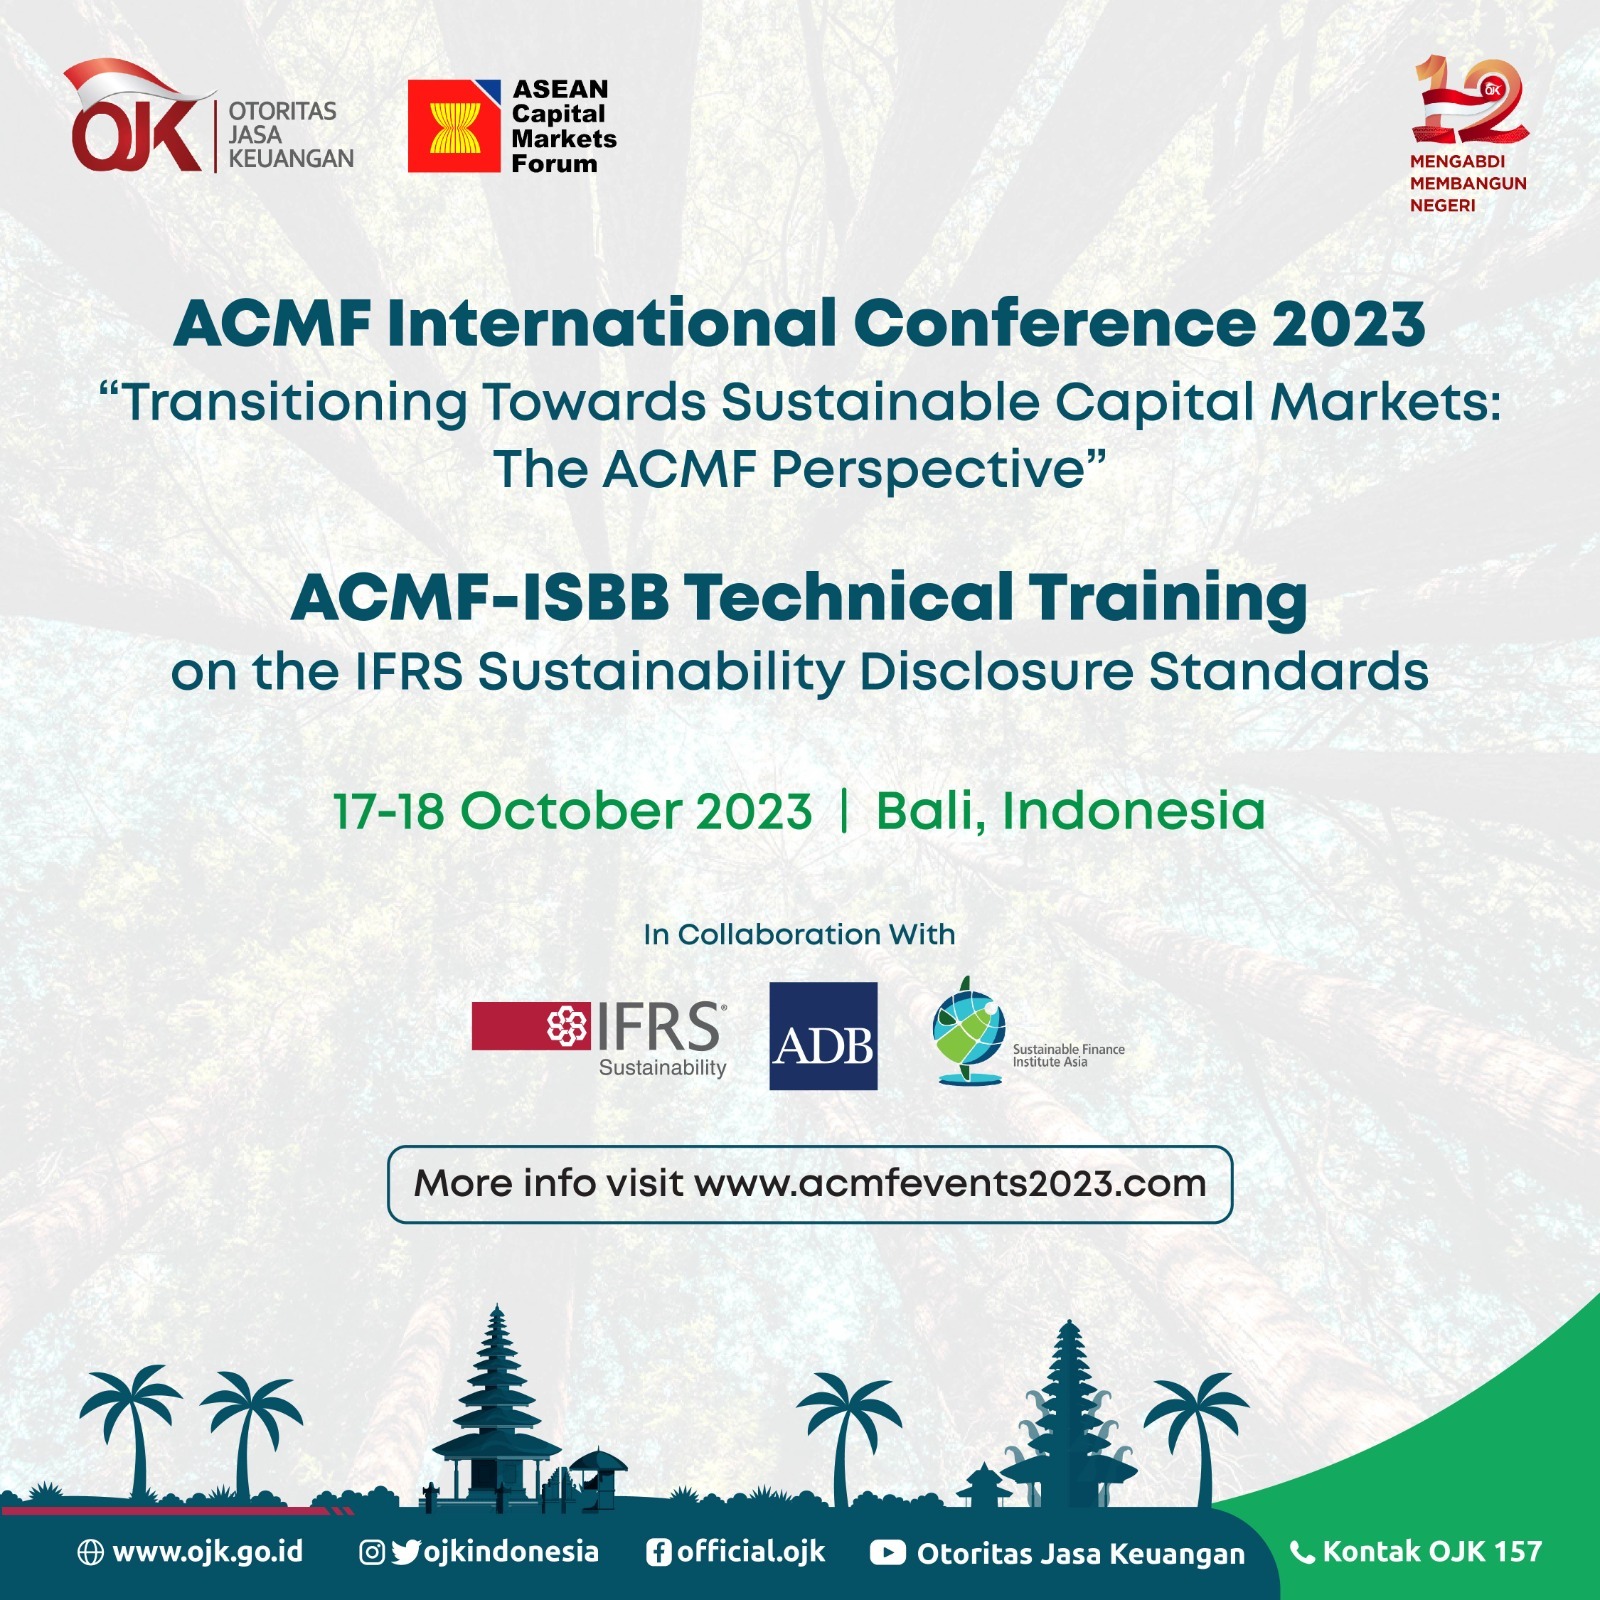 OJK
OTORITAS
JASA
KEUANGAN
ASEAN
Capital
Markets
Forum
12
OJK
MENGABDI
MEMBANGUN
NEGERI
ACMF International Conference 2023
“Transitioning Towards Sustainable Capital Markets:
The ACMF Perspective”
ACMF-ISBB Technical Training
on the IFRS Sustainability Disclosure Standards
17-18 October 2023 | Bali, Indonesia
In Collaboration With
IFRS®
Sustainability
ADB
Sustainable Finance
Institute Asia
More info visit www.acmfevents2023.com
www.ojk.go.id
ojkindonesia
official.ojk
Otoritas Jasa Keuangan
Kontak OJK 157